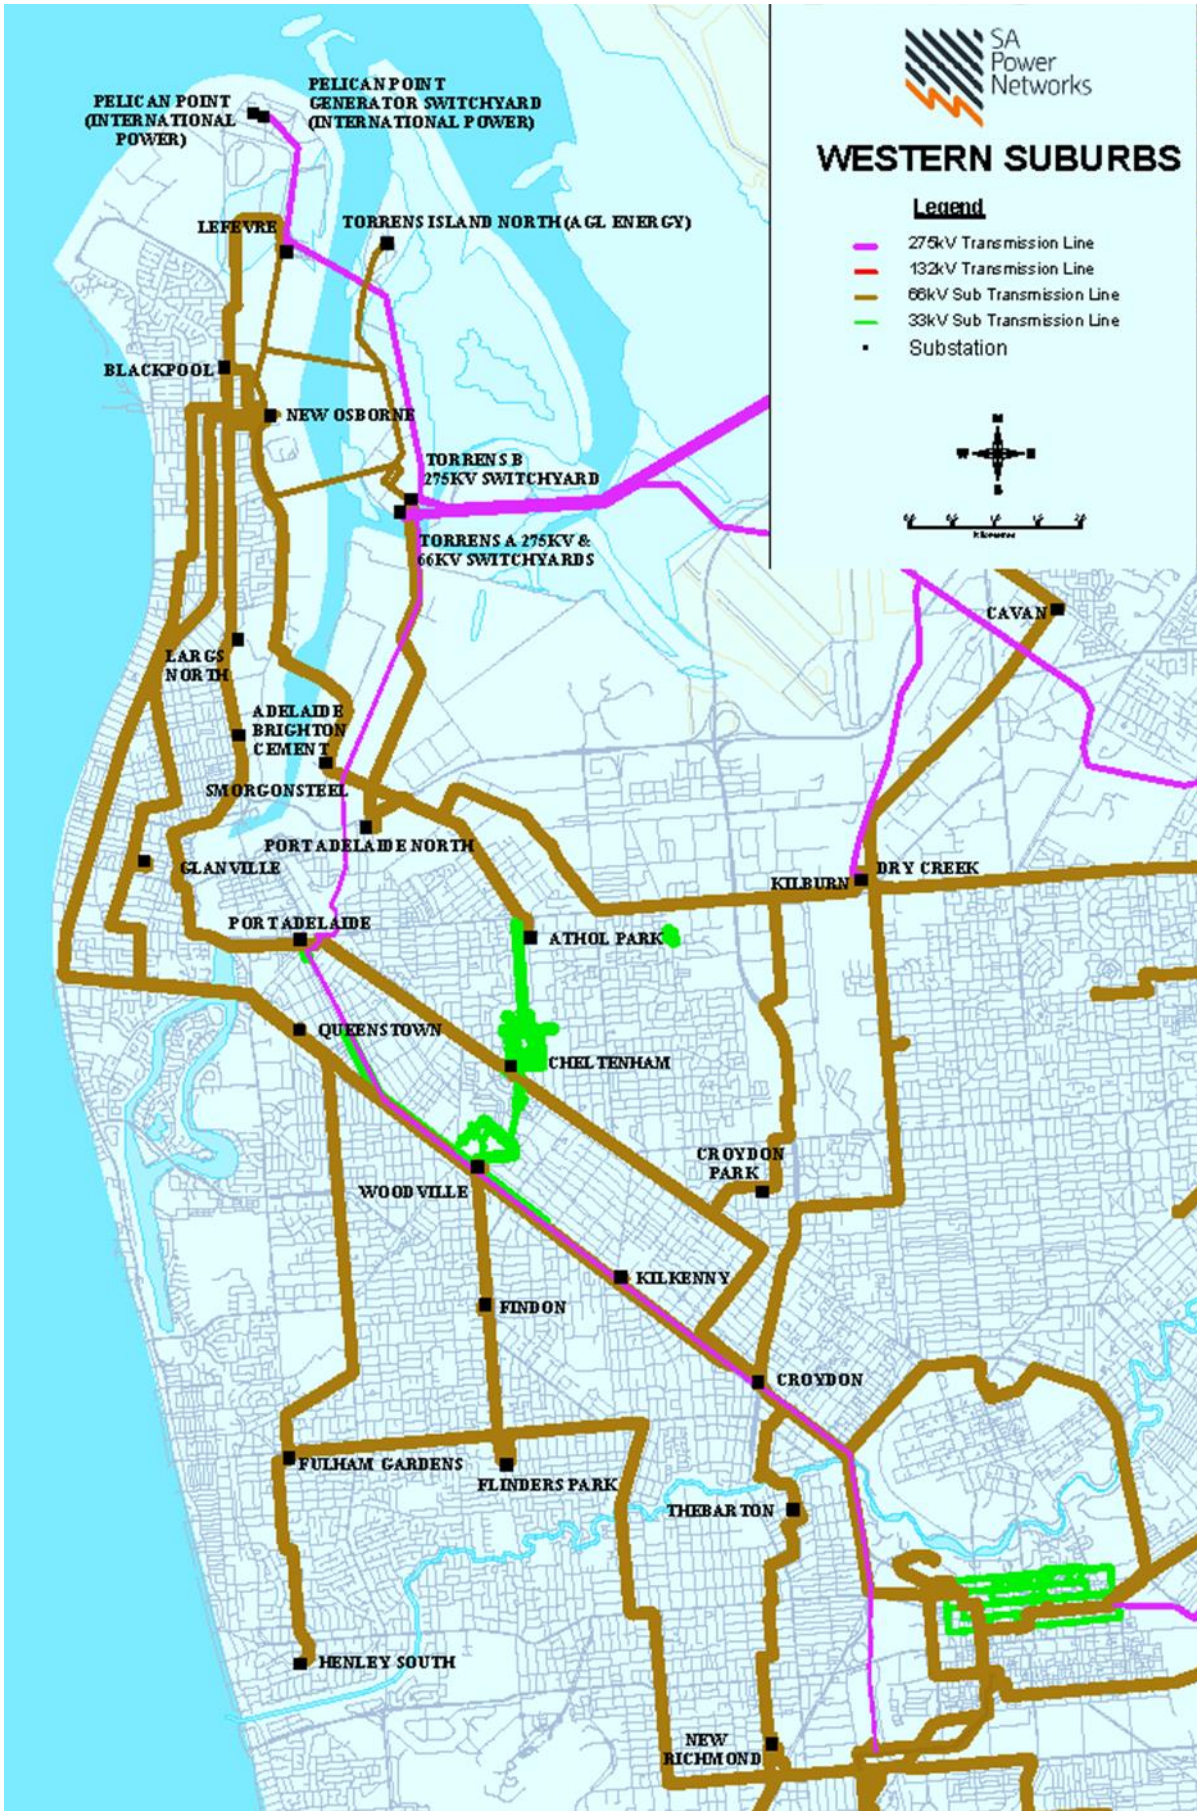 SA
Power
Networks
WESTERN SUBURBS
Legend
275kV Transmission Line
132kV Transmission Line
66kV Sub Transmission Line
33kV Sub Transmission Line
Substation
W
E
S
kilometres
PELICAN POINT
(INTERNATIONAL
POWER)
PELICAN POINT
GENERATOR SWITCHYARD
(INTERNATIONAL POWER)
LEFEVRE
TORRENS ISLAND NORTH (AGL ENERGY)
BLACKPOOL
NEW OSBORNE
TORRENS B
275KV SWITCHYARD
TORRENS A 275KV &
66KV SWITCHYARDS
CAVAN
LARGS
NORTH
ADELAIDE
BRIGHTON
CEMENT
SMORGONSTEEL
PORT ADELAIDE NORTH
GLANVILLE
KILBURN
DRY CREEK
PORT ADELAIDE
ATHOL PARK
QUEENSTOWN
CHELTENHAM
CROYDON
PARK
WOODVILLE
KILKENNY
FINDON
CROYDON
FULHAM GARDENS
FLINDERS PARK
THEBARTON
HENLEY SOUTH
NEW
RICHMOND